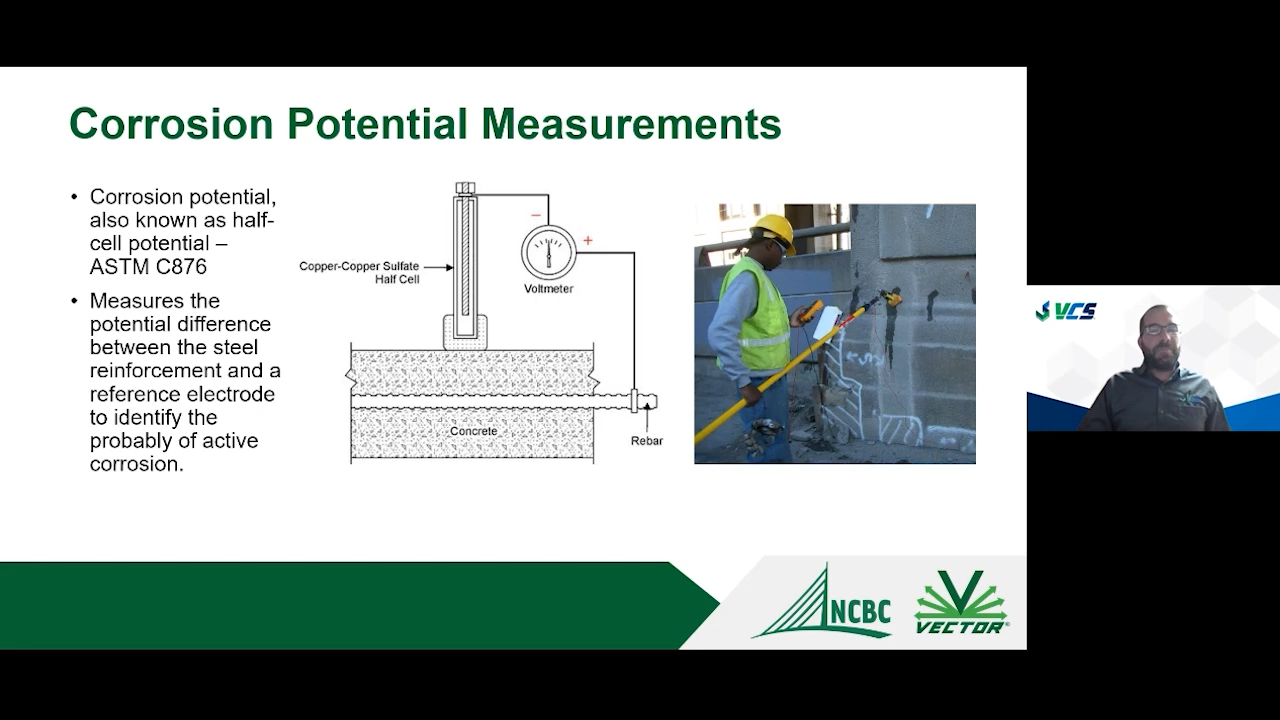 Corrosion Potential Measurements
• Corrosion potential,
also known as half-
cell potential –
ASTM C876
• Measures the
potential difference
between the steel
reinforcement and a
reference electrode
to identify the
probably of active
corrosion.
Copper-Copper Sulfate
Half Cell
–
+
Voltmeter
Concrete
Rebar
VCS
NCBC
VECTOR®